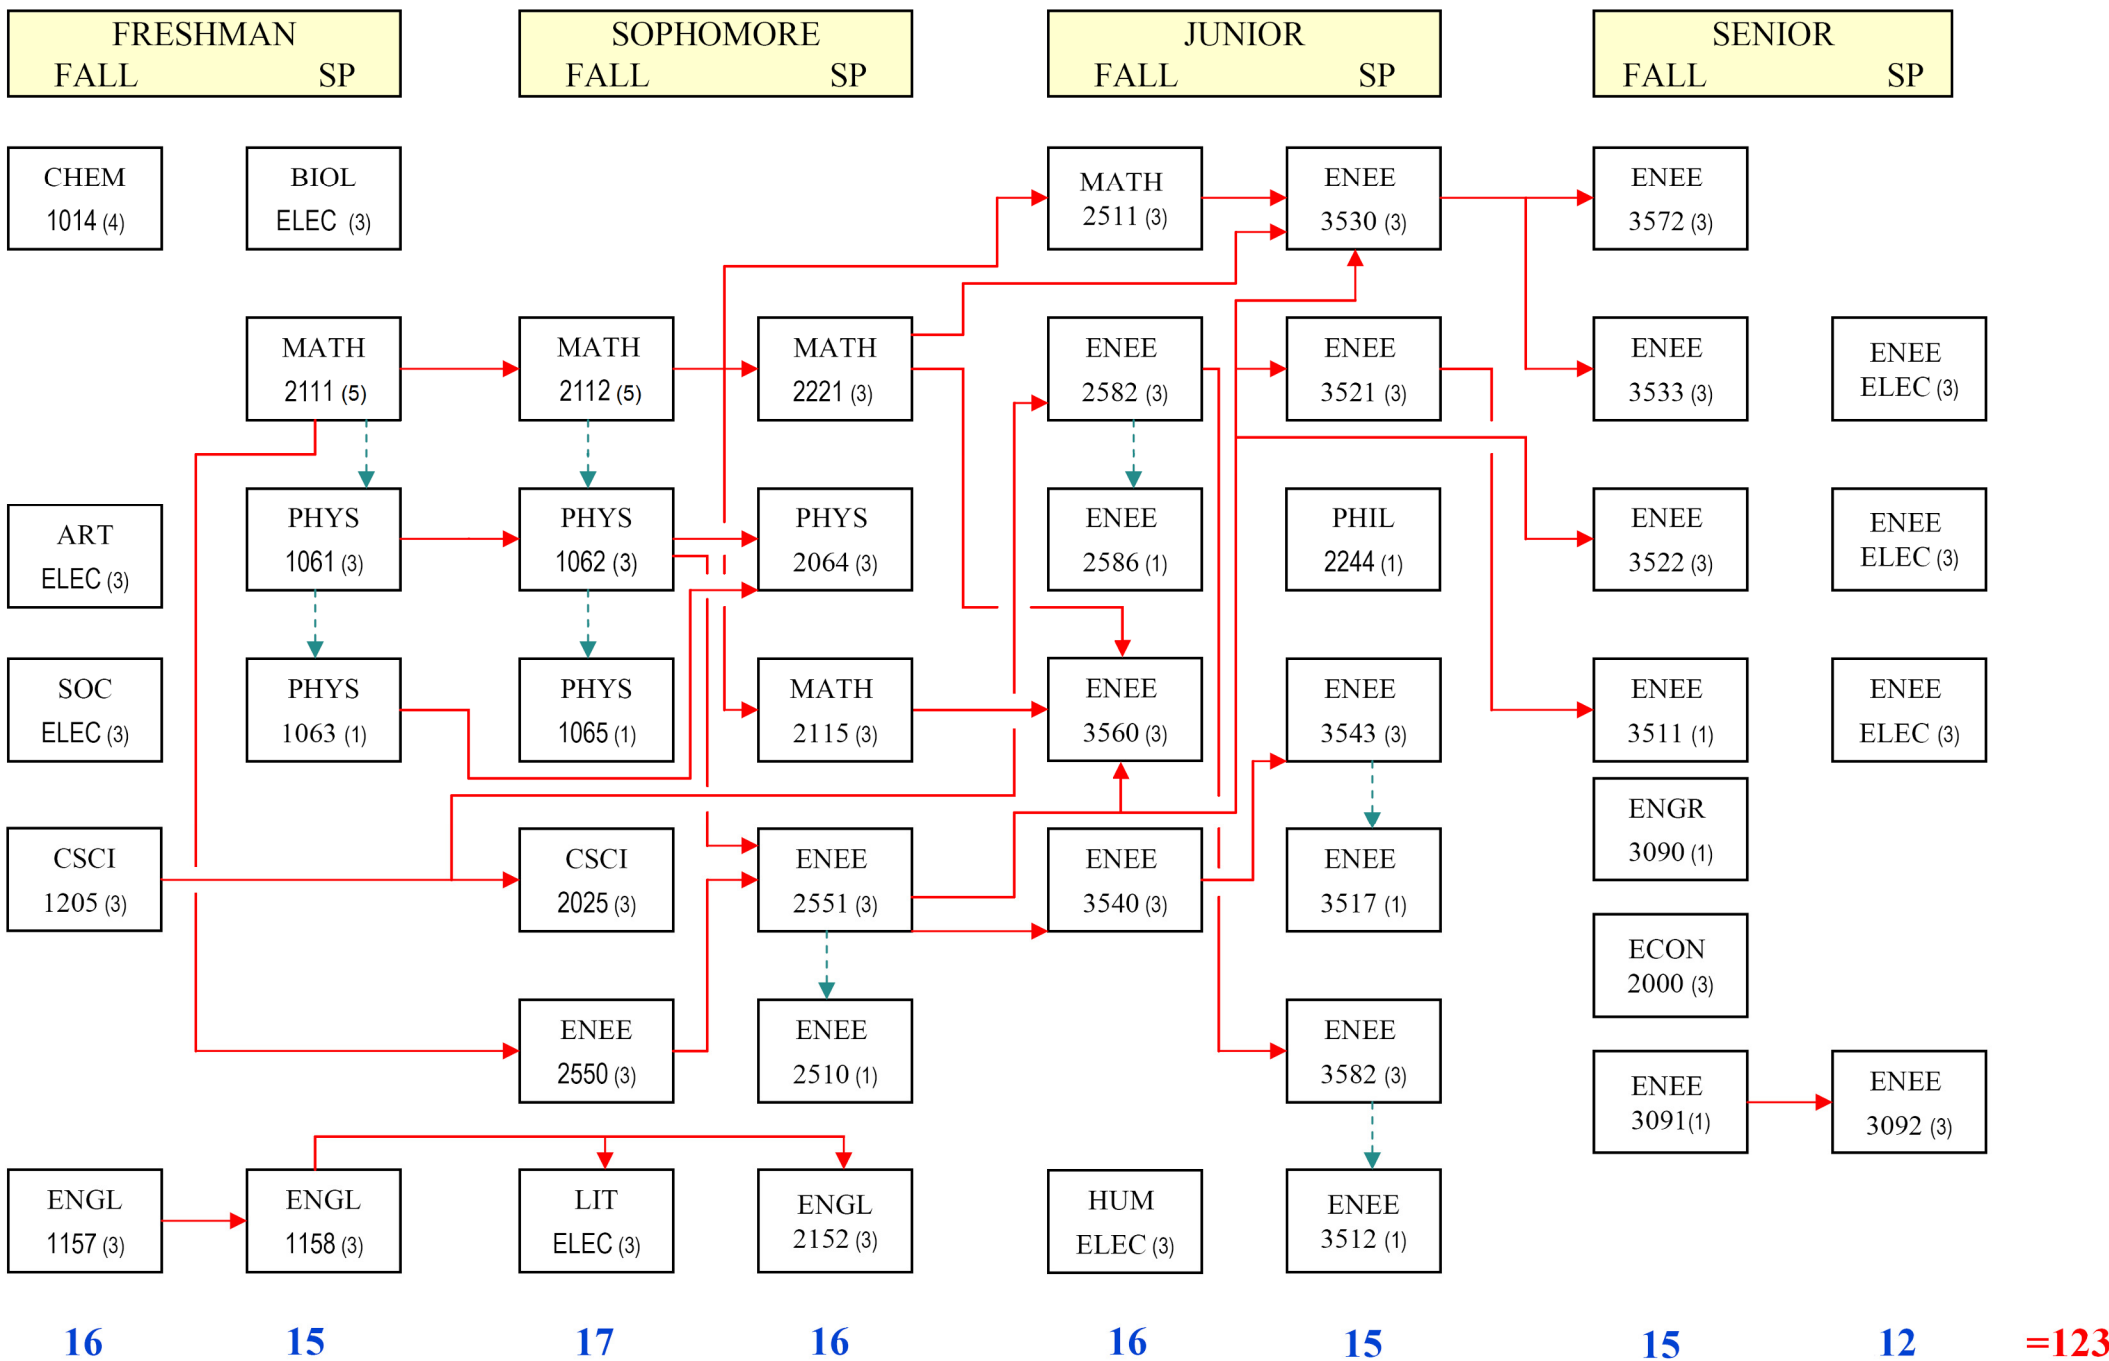 FRESHMAN
FALL SP
SOPHOMORE
FALL SP
JUNIOR
FALL SP
SENIOR
FALL SP
CHEM
1014 (4)
BIOL
ELEC (3)
MATH
2511 (3)
ENEE
3530 (3)
ENEE
3572 (3)
MATH
2111 (5)
MATH
2112 (5)
MATH
2221 (3)
ENEE
2582 (3)
ENEE
3521 (3)
ENEE
3533 (3)
ENEE
ELEC (3)
ART
ELEC (3)
PHYS
1061 (3)
PHYS
1062 (3)
PHYS
2064 (3)
ENEE
2586 (1)
PHIL
2244 (1)
ENEE
3522 (3)
ENEE
ELEC (3)
SOC
ELEC (3)
PHYS
1063 (1)
PHYS
1065 (1)
MATH
2115 (3)
ENEE
3560 (3)
ENEE
3543 (3)
ENEE
3511 (1)
ENEE
ELEC (3)
ENGR
3090 (1)
CSCI
1205 (3)
CSCI
2025 (3)
ENEE
2551 (3)
ENEE
3540 (3)
ENEE
3517 (1)
ECON
2000 (3)
ENEE
2550 (3)
ENEE
2510 (1)
ENEE
3582 (3)
ENEE
3091(1)
ENEE
3092 (3)
ENGL
1157 (3)
ENGL
1158 (3)
LIT
ELEC (3)
ENGL
2152 (3)
HUM
ELEC (3)
ENEE
3512 (1)
16 15 17 16 16 15 15 12 =123